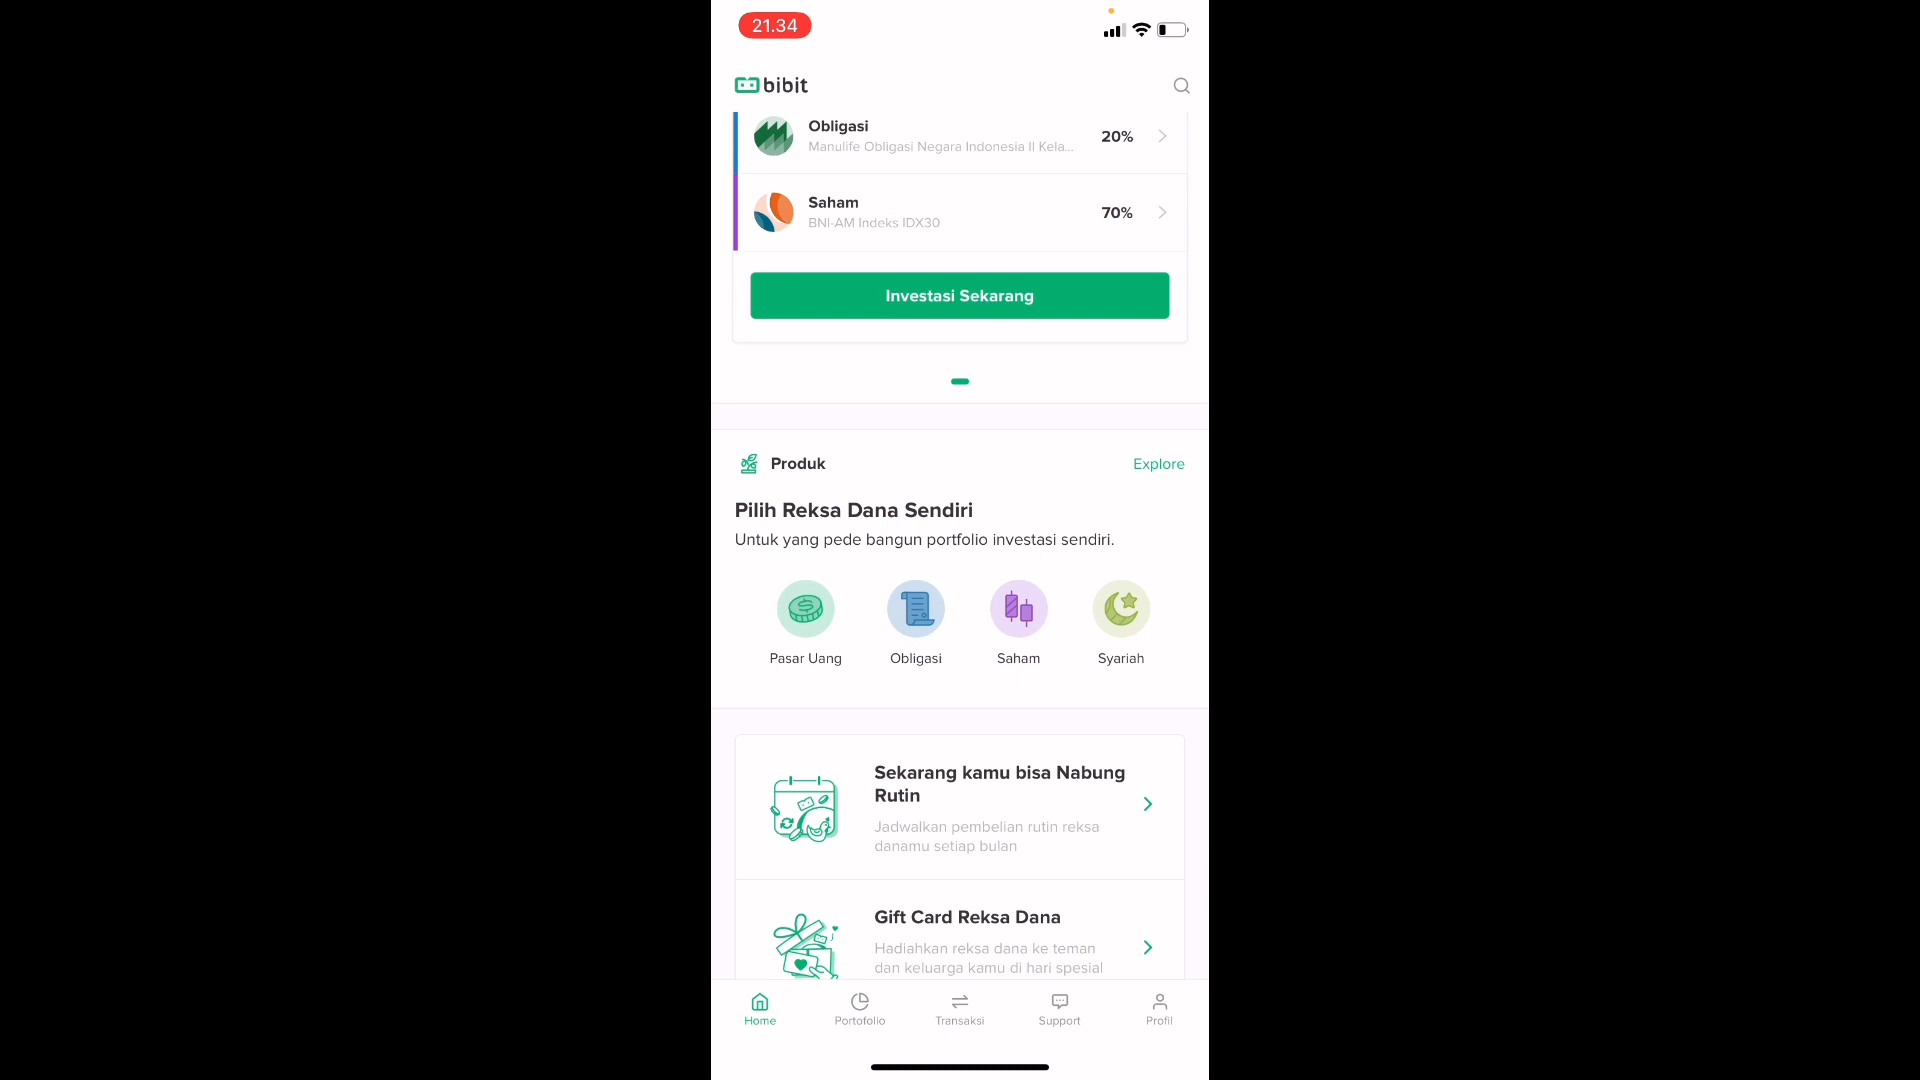 21.34
bibit
Obligasi
Manulife Obligasi Negara Indonesia II Kela...
20%
Saham
BNI-AM Indeks IDX30
70%
Investasi Sekarang
Produk
Explore
Pilih Reksa Dana Sendiri
Untuk yang pede bangun portfolio investasi sendiri.
Pasar Uang
Obligasi
Saham
Syariah
Sekarang kamu bisa Nabung
Rutin
Jadwalkan pembelian rutin reksa
danamu setiap bulan
Gift Card Reksa Dana
Hadiahkan reksa dana ke teman
dan keluarga kamu di hari spesial
Home
Portofolio
Transaksi
Support
Profil